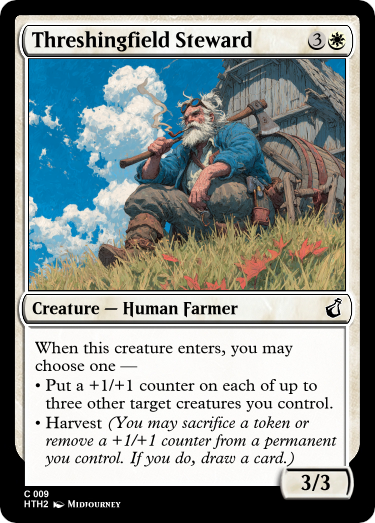 Threshingfield Steward 3
Creature — Human Farmer
When this creature enters, you may
choose one —
• Put a +1/+1 counter on each of up to
three other target creatures you control.
• Harvest (You may sacrifice a token or
remove a +1/+1 counter from a permanent
you control. If you do, draw a card.)
3/3
C 009
HTH2 Midjourney